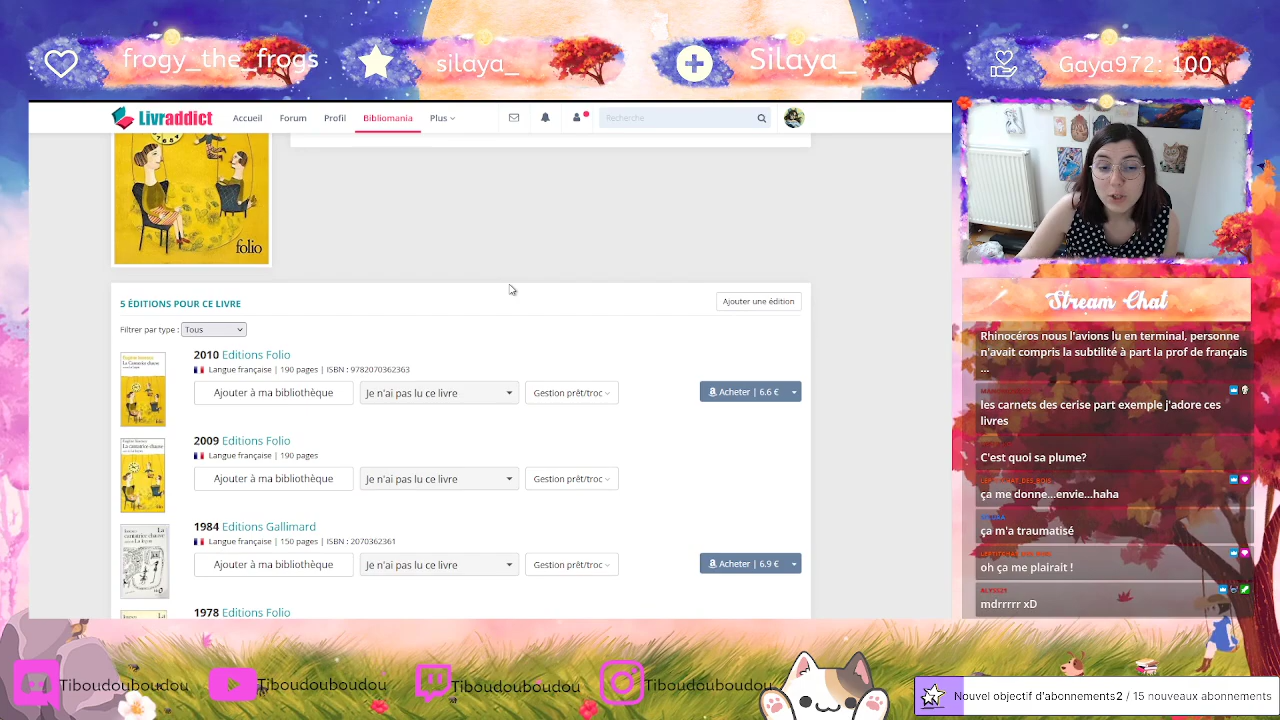 frogy_the_frogs
silaya_
Silaya_
Gaya972: 100
Livraddict
Accueil
Forum
Profil
Bibliomania
Plus
Recherche
folio
5 ÉDITIONS POUR CE LIVRE
Ajouter une édition
Filtrer par type : Tous
2010 Editions Folio
Langue française | 190 pages | ISBN : 9782070362363
Ajouter à ma bibliothèque
Je n'ai pas lu ce livre
Gestion prêt/troc
Acheter | 6.6 €
2009 Editions Folio
Langue française | 190 pages
Ajouter à ma bibliothèque
Je n'ai pas lu ce livre
Gestion prêt/troc
1984 Editions Gallimard
Langue française | 150 pages | ISBN : 2070362361
Ajouter à ma bibliothèque
Je n'ai pas lu ce livre
Gestion prêt/troc
Acheter | 6.9 €
1978 Editions Folio
Stream Chat
Rhinocéros nous l'avions lu en terminal, personne
n'avait compris la subtilité à part la prof de français
...
les carnets des cerise part exemple j'adore ces
livres
C'est quoi sa plume?
ça me donne...envie...haha
ça m'a traumatisé
oh ça me plairait !
mdrrrrr xD
Tiboudouboudou
Tiboudouboudou
Tiboudouboudou
Tiboudouboudou
Nouvel objectif d'abonnements2 / 15 nouveaux abonnements